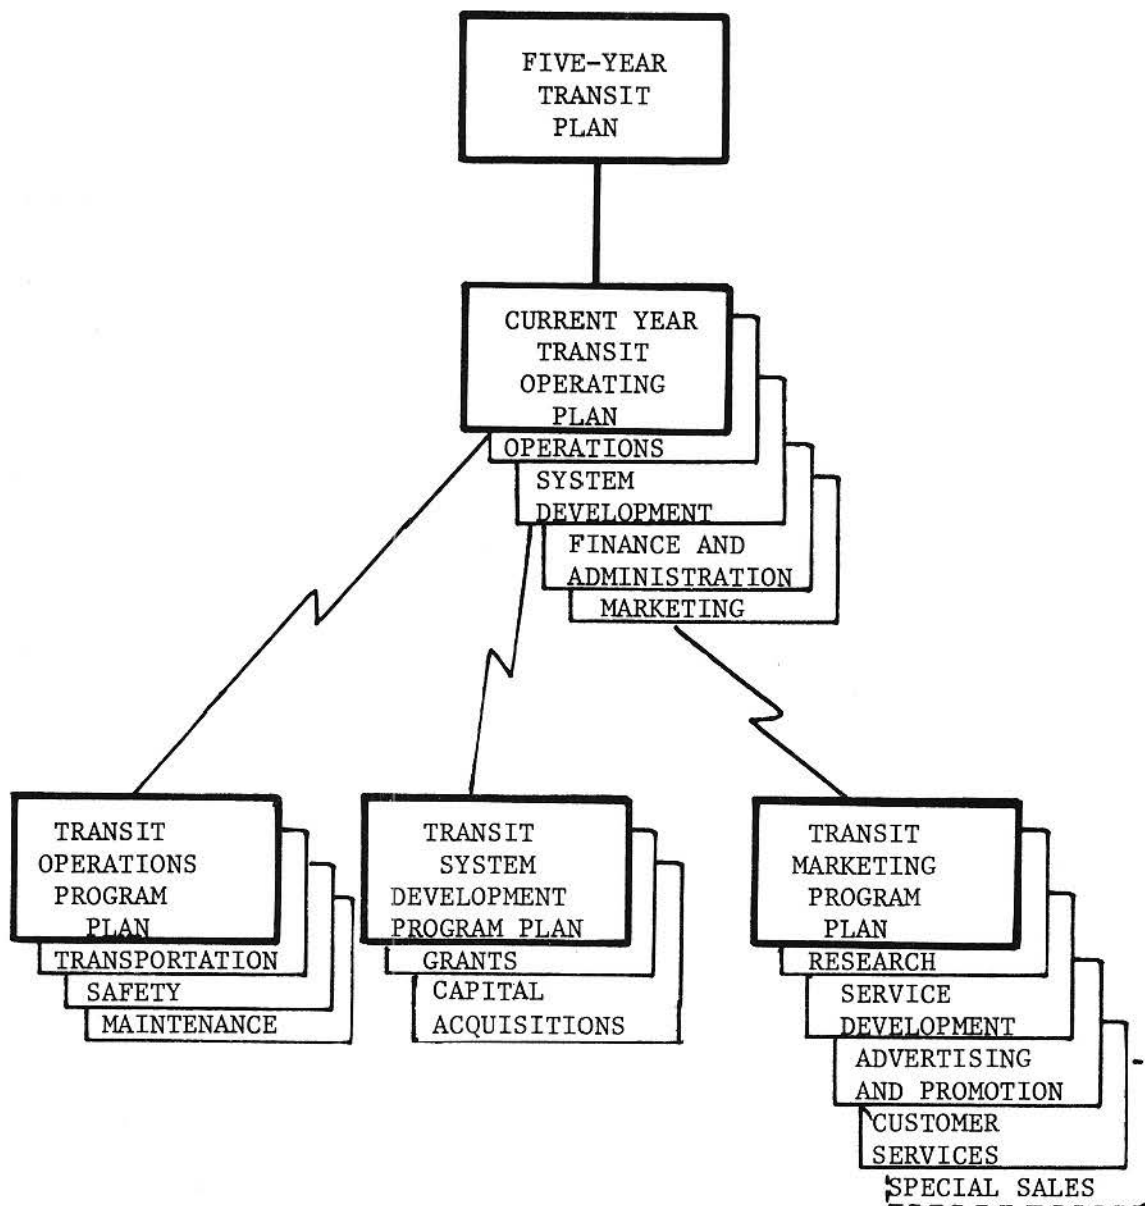 FIVE-YEAR
TRANSIT
PLAN
CURRENT YEAR
TRANSIT
OPERATING
PLAN
OPERATIONS
SYSTEM
DEVELOPMENT
FINANCE AND
ADMINISTRATION
MARKETING
TRANSIT
OPERATIONS
PROGRAM
PLAN
TRANSPORTATION
SAFETY
MAINTENANCE
TRANSIT
SYSTEM
DEVELOPMENT
PROGRAM PLAN
GRANTS
CAPITAL
ACQUISITIONS
TRANSIT
MARKETING
PROGRAM
PLAN
RESEARCH
SERVICE
DEVELOPMENT
ADVERTISING
AND PROMOTION
CUSTOMER
SERVICES
SPECIAL SALES